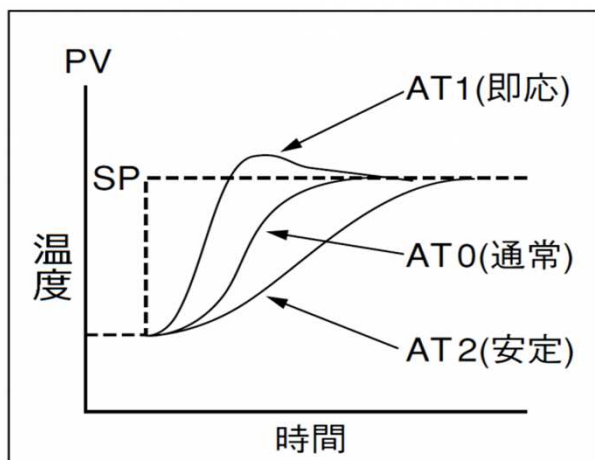 PV
AT1(即応)
SP
温度
AT0(通常)
AT2(安定)
時間